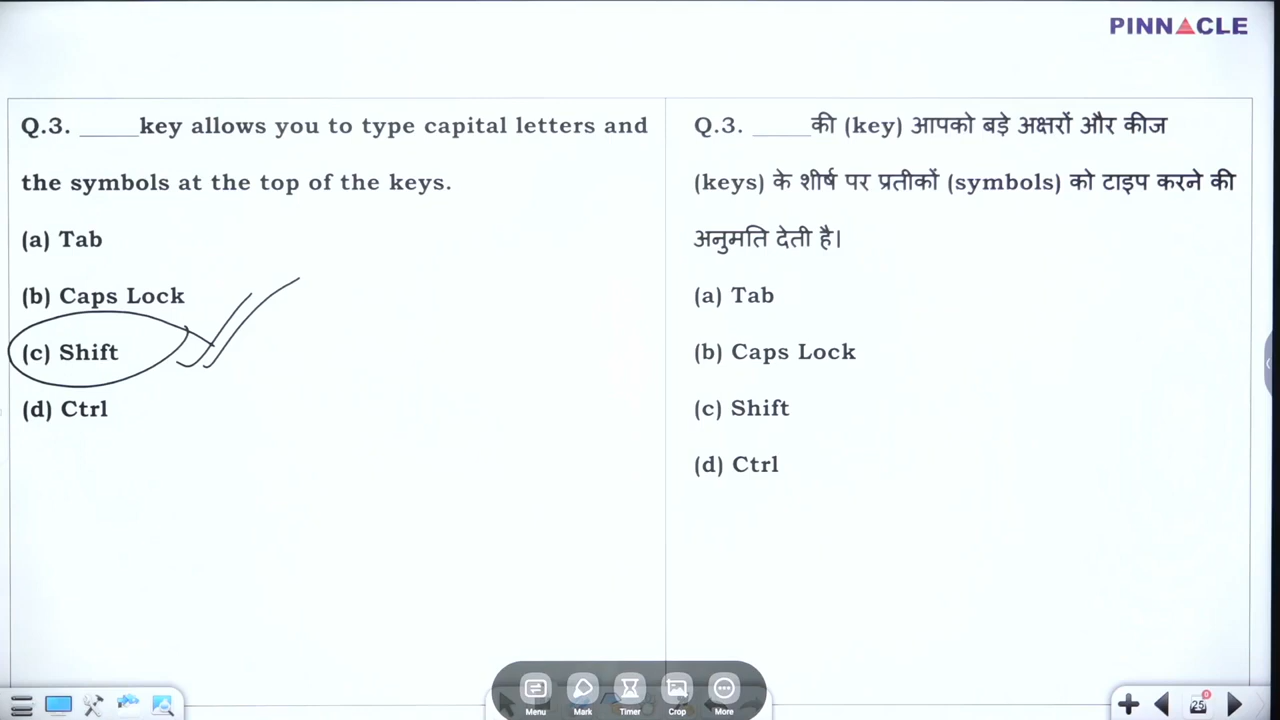 PINNACLE
Q.3. _____key allows you to type capital letters and
the symbols at the top of the keys.
(a) Tab
(b) Caps Lock
(c) Shift
(d) Ctrl
Q.3. _____की (key) आपको बड़े अक्षरों और कीज
(keys) के शीर्ष पर प्रतीकों (symbols) को टाइप करने की
अनुमति देती है।
(a) Tab
(b) Caps Lock
(c) Shift
(d) Ctrl
Menu Mark Timer Crop More
25 0